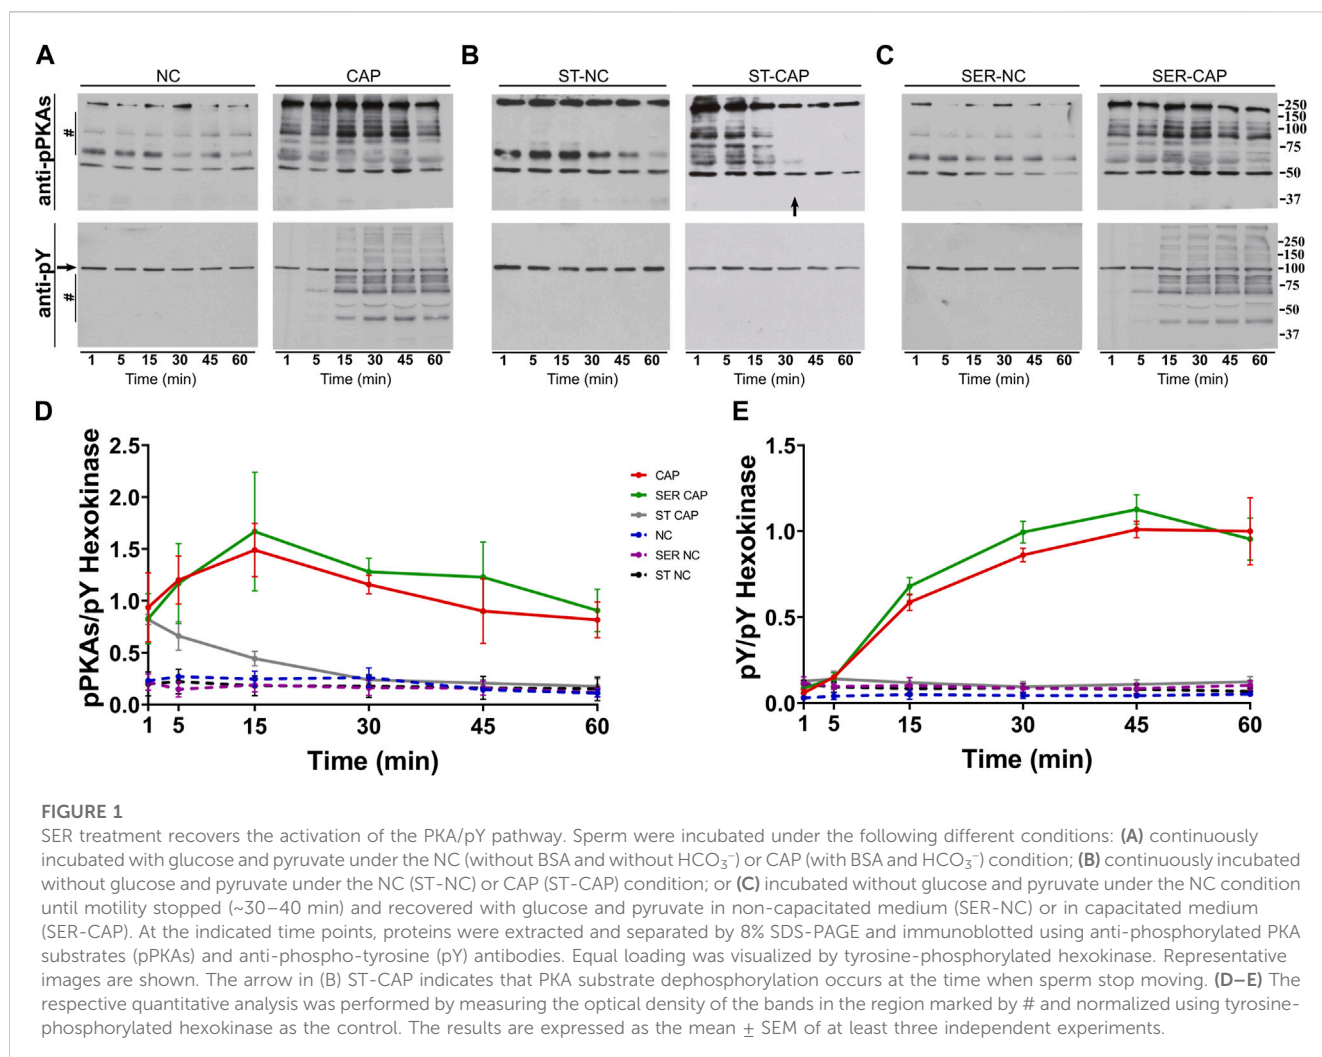 A
B
C
NC
CAP
ST-NC
ST-CAP
SER-NC
SER-CAP
anti-pPKAs
#
-250
-150
-100
-75
-50
-37
anti-pY
#
-250
-150
-100
-75
-50
-37
1 5 15 30 45 60
1 5 15 30 45 60
1 5 15 30 45 60
1 5 15 30 45 60
1 5 15 30 45 60
1 5 15 30 45 60
Time (min)
Time (min)
Time (min)
Time (min)
Time (min)
Time (min)
D
pPKAs/pY Hexokinase
2.5
2.0
1.5
1.0
0.5
0.0
1 5 15 30 45 60
Time (min)
CAP
SER CAP
ST CAP
NC
SER NC
ST NC
E
pY/pY Hexokinase
1.5
1.0
0.5
0.0
1 5 15 30 45 60
Time (min)
FIGURE 1
SER treatment recovers the activation of the PKA/pY pathway. Sperm were incubated under the following different conditions: (A) continuously
incubated with glucose and pyruvate under the NC (without BSA and without HCO₃⁻) or CAP (with BSA and HCO₃⁻) condition; (B) continuously incubated
without glucose and pyruvate under the NC (ST-NC) or CAP (ST-CAP) condition; or (C) incubated without glucose and pyruvate under the NC condition
until motility stopped (~30–40 min) and recovered with glucose and pyruvate in non-capacitated medium (SER-NC) or in capacitated medium
(SER-CAP). At the indicated time points, proteins were extracted and separated by 8% SDS-PAGE and immunoblotted using anti-phosphorylated PKA
substrates (pPKAs) and anti-phospho-tyrosine (pY) antibodies. Equal loading was visualized by tyrosine-phosphorylated hexokinase. Representative
images are shown. The arrow in (B) ST-CAP indicates that PKA substrate dephosphorylation occurs at the time when sperm stop moving. (D–E) The
respective quantitative analysis was performed by measuring the optical density of the bands in the region marked by # and normalized using tyrosine-
phosphorylated hexokinase as the control. The results are expressed as the mean ± SEM of at least three independent experiments.